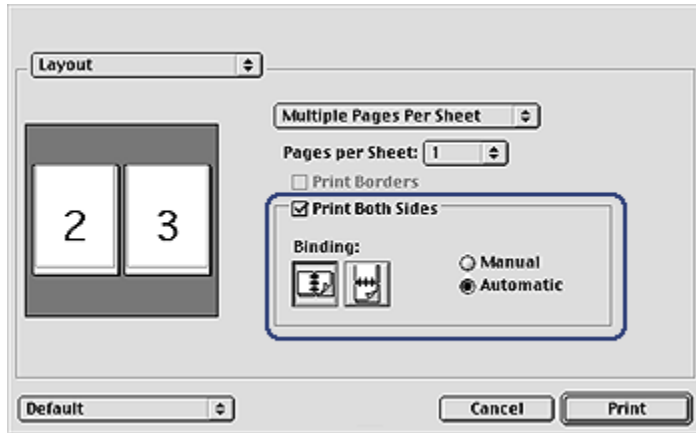 Layout
Multiple Pages Per Sheet
Pages per Sheet: 1
Print Borders
Print Both Sides
2 3
Binding:
Manual
Automatic
Default Cancel Print